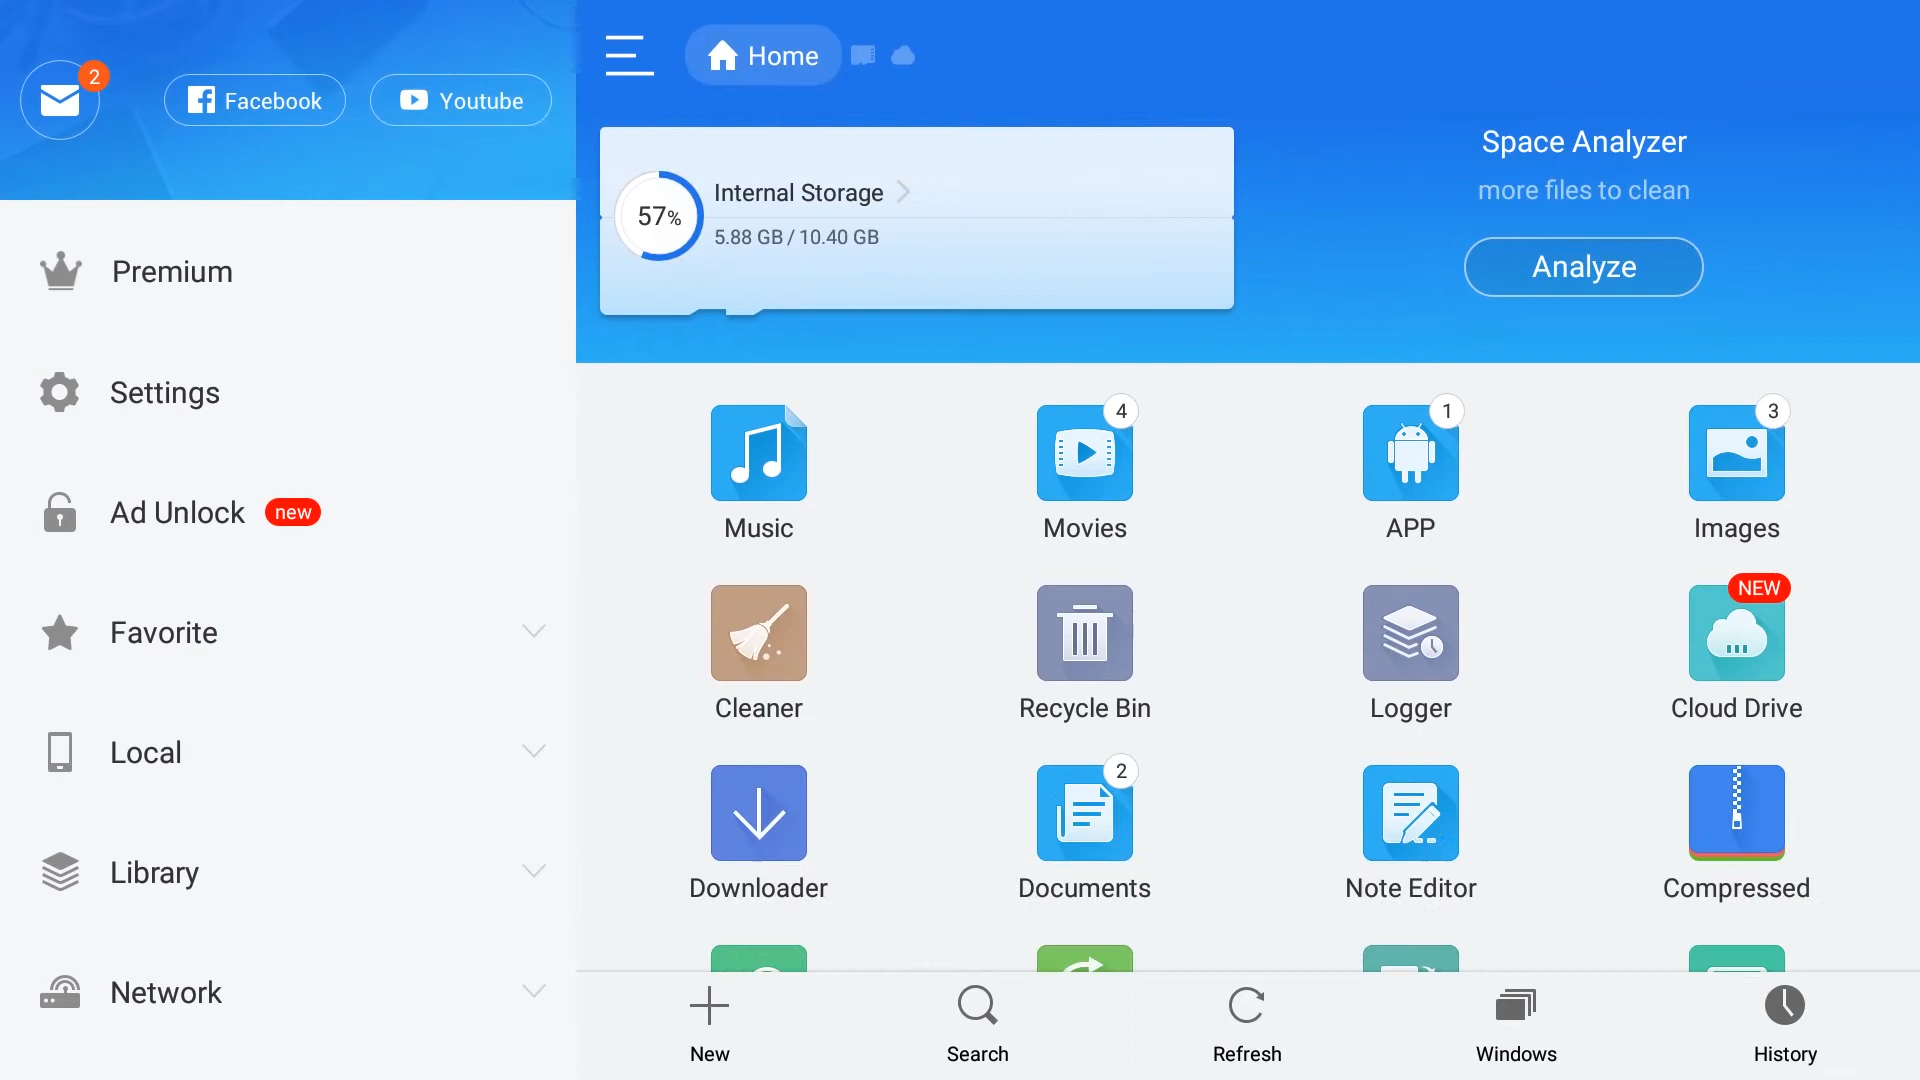 2
Facebook
Youtube
Premium
Settings
Ad Unlock new
Favorite
Local
Library
Network
Home
57%
Internal Storage
5.88 GB / 10.40 GB
Space Analyzer
more files to clean
Analyze
Music
4
Movies
1
APP
3
Images
Cleaner
Recycle Bin
Logger
NEW
Cloud Drive
Downloader
2
Documents
Note Editor
Compressed
New
Search
Refresh
Windows
History